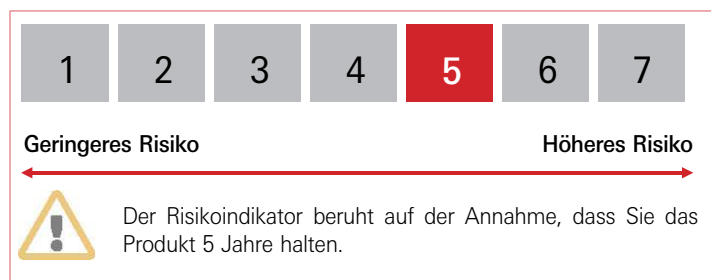 1 2 3 4 5 6 7
Geringeres Risiko Höheres Risiko
Der Risikoindikator beruht auf der Annahme, dass Sie das
Produkt 5 Jahre halten.